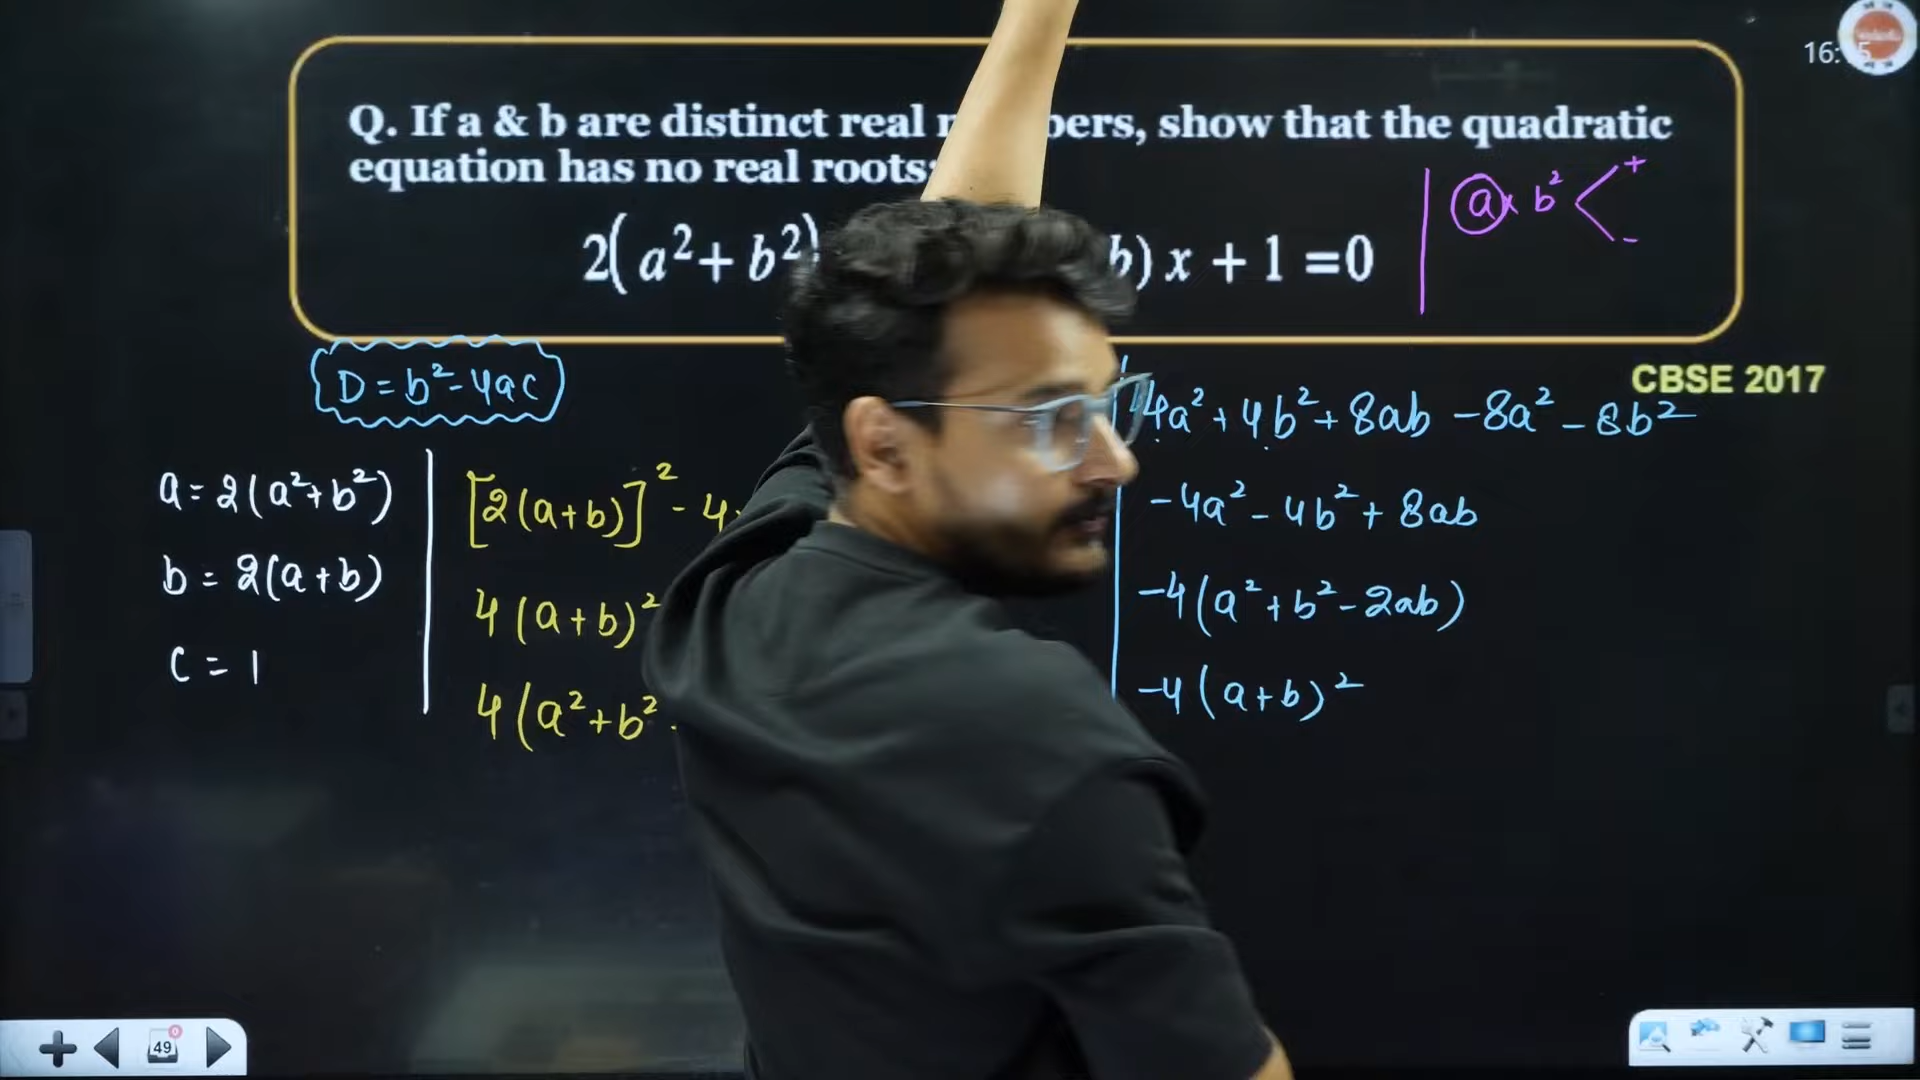 16:
Q. If a & b are distinct real bers, show that the quadratic
equation has no real roots:
2(a²+ b²) b) x + 1 =0
a x b² < + -
CBSE 2017
D = b² - 4ac
a = 2(a²+b²)
b = 2(a+b)
c = 1
[2(a+b)]² - 4
4(a+b)²
4(a²+b²
4a² + 4b² + 8ab - 8a² - 8b²
-4a² - 4b² + 8ab
-4(a² + b² - 2ab)
-4(a+b)²
49
0